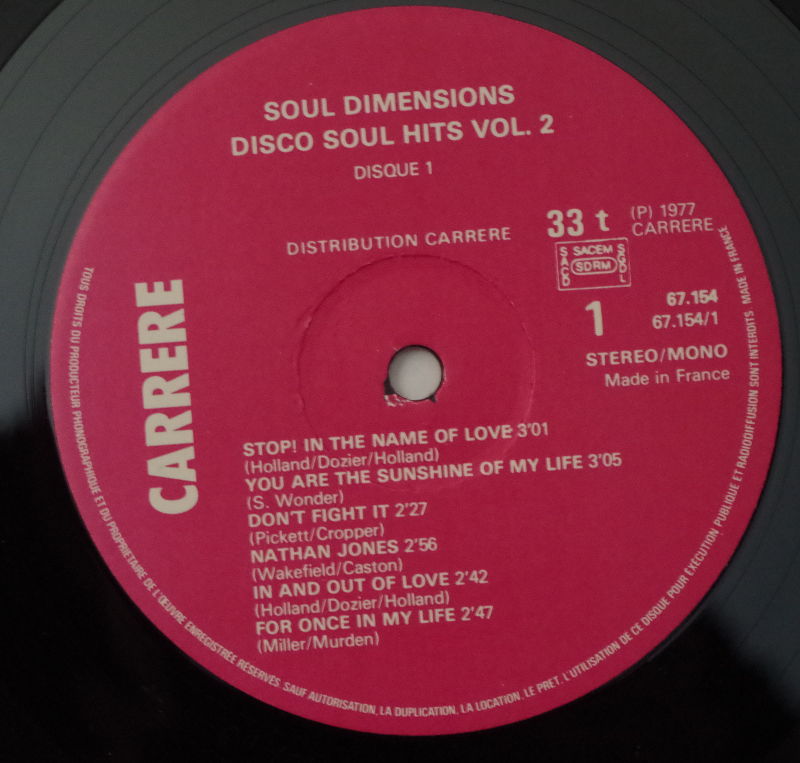 SOUL DIMENSIONS
DISCO SOUL HITS VOL. 2
DISQUE 1
DISTRIBUTION CARRERE
33 t
(P) 1977
CARRERE
SACD
SACEM
SDRM
SGDL
1
67.154
67.154/1
STEREO/MONO
Made in France
CARRERE
STOP! IN THE NAME OF LOVE 3'01
(Holland/Dozier/Holland)
YOU ARE THE SUNSHINE OF MY LIFE 3'05
(S. Wonder)
DON'T FIGHT IT 2'27
(Pickett/Cropper)
NATHAN JONES 2'56
(Wakefield/Caston)
IN AND OUT OF LOVE 2'42
(Holland/Dozier/Holland)
FOR ONCE IN MY LIFE 2'47
(Miller/Murden)
TOUS DROITS DU PRODUCTEUR PHONOGRAPHIQUE ET DU PROPRIETAIRE DE L'ŒUVRE ENREGISTRÉE RÉSERVÉS. SAUF AUTORISATION, LA DUPLICATION, LA LOCATION, LE PRET, L'UTILISATION DE CE DISQUE POUR EXECUTION PUBLIQUE ET RADIODIFFUSION SONT INTERDITS MADE IN FRANCE